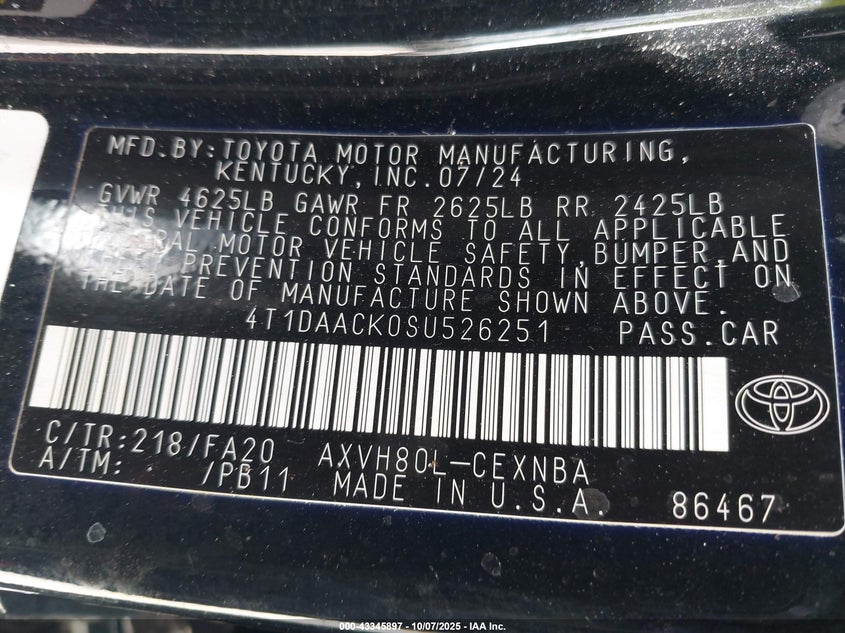 MFD.BY:TOYOTA MOTOR MANUFACTURING,
KENTUCKY,INC.07/24
GVWR 4625LB GAWR FR 2625LB RR 2425LB
THIS VEHICLE CONFORMS TO ALL APPLICABLE
MOTOR VEHICLE SAFETY,BUMPER,AND
PREVENTION STANDARDS IN EFFECT ON
THE DATE OF MANUFACTURE SHOWN ABOVE.
4T1DAACK0SU526251 PASS.CAR
C/TR:218/FA20 AXVH80L-CEXNBA
A/TM: /PB11 MADE IN U.S.A. 86467
000-43345897 - 10/07/2025 - IAA Inc.